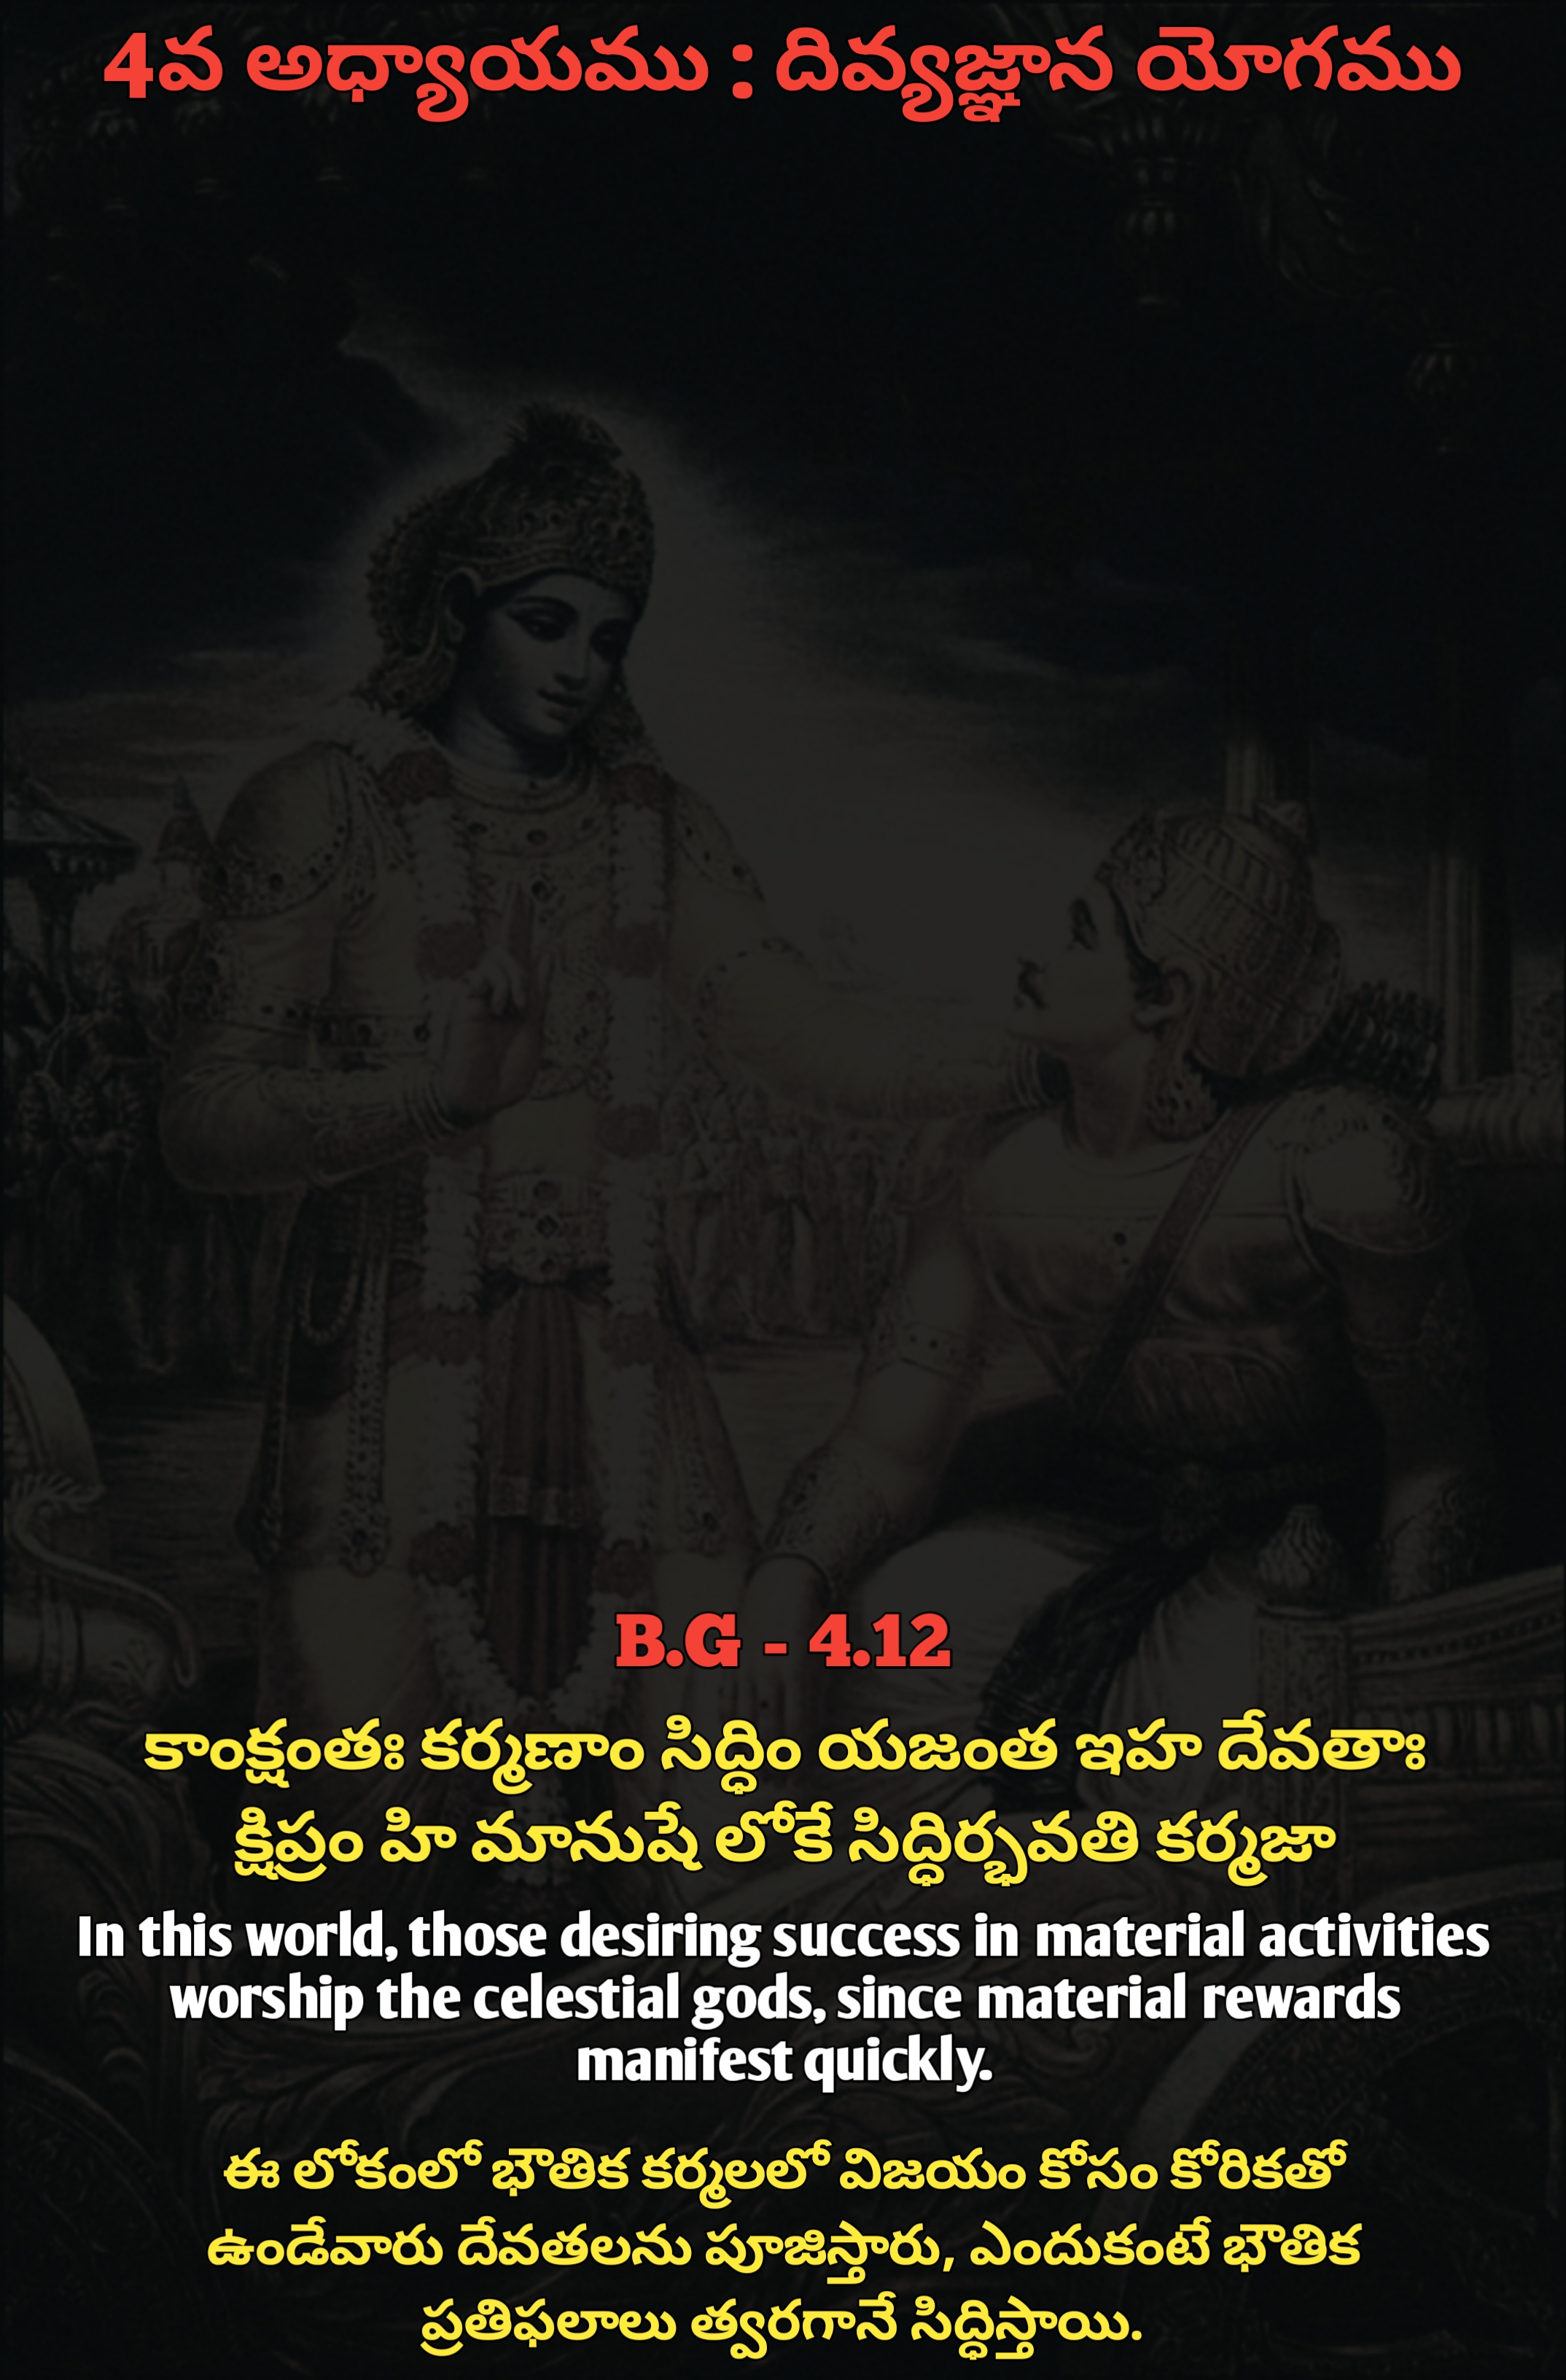 4వ అధ్యాయము : దివ్యజ్ఞాన యోగము
B.G - 4.12
కాంక్షంతః కర్మణాం సిద్ధిం యజంత ఇహ దేవతాః
క్షిప్రం హి మానుషే లోకే సిద్ధిర్భవతి కర్మజా
In this world, those desiring success in material activities
worship the celestial gods, since material rewards
manifest quickly.
ఈ లోకంలో భౌతిక కర్మలలో విజయం కోసం కోరికతో
ఉండేవారు దేవతలను పూజిస్తారు, ఎందుకంటే భౌతిక
ప్రతిఫలాలు త్వరగానే సిద్ధిస్తాయి.